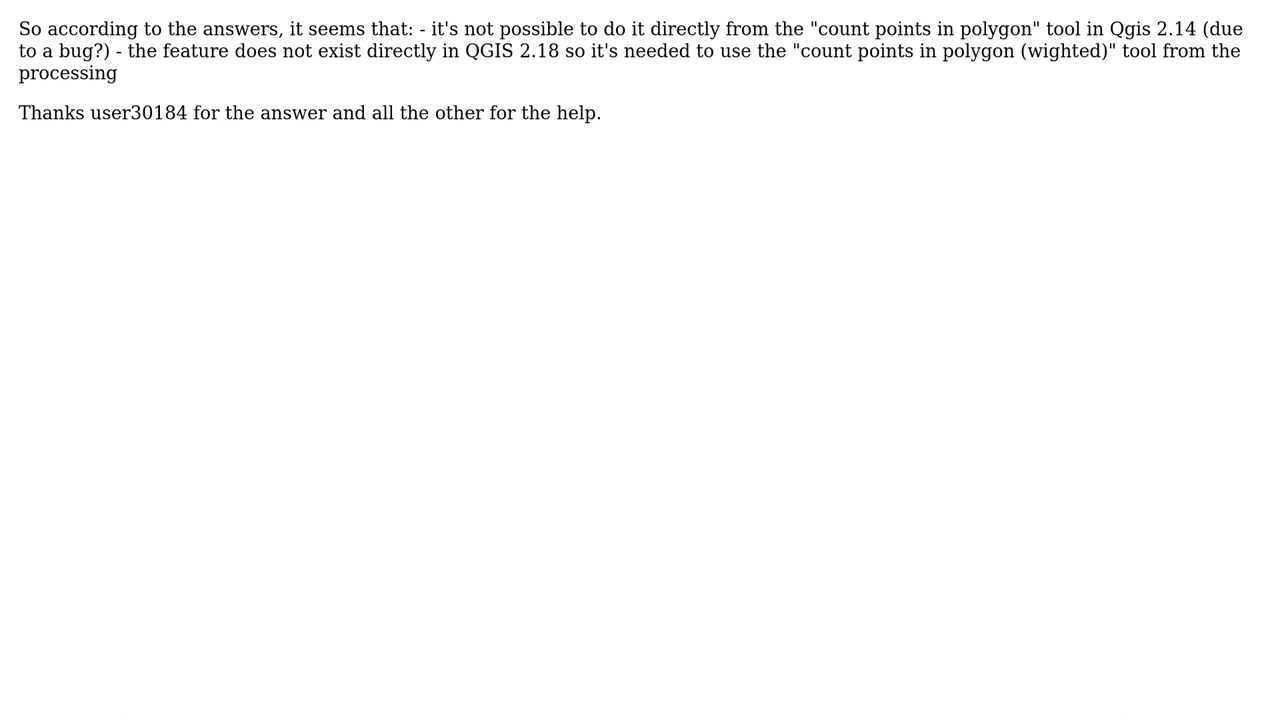 So according to the answers, it seems that: - it's not possible to do it directly from the "count points in polygon" tool in Qgis 2.14 (due
to a bug?) - the feature does not exist directly in QGIS 2.18 so it's needed to use the "count points in polygon (wighted)" tool from the
processing
Thanks user30184 for the answer and all the other for the help.